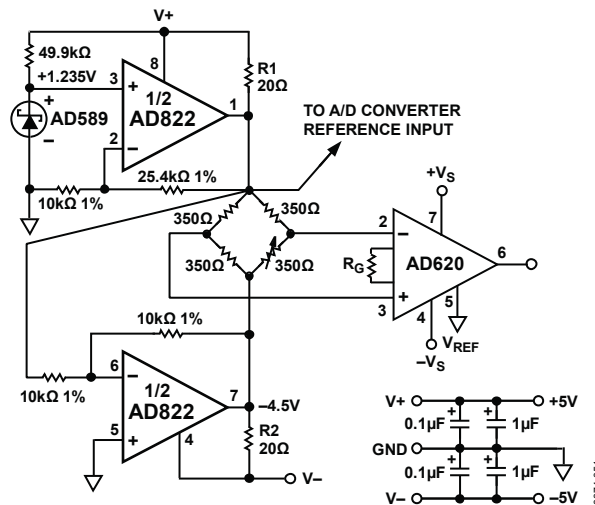 V+
49.9kΩ
+1.235V
+
AD589
−
3
+
8
1/2
AD822
1
2
−
R1
20Ω
TO A/D CONVERTER
REFERENCE INPUT
10kΩ 1%
25.4kΩ 1%
350Ω
350Ω
350Ω
350Ω
+VS
2
−
7
RG
AD620
6
+
3
4
5
−VS
VREF
10kΩ 1%
10kΩ 1%
6
−
1/2
AD822
7
−4.5V
5
+
4
R2
20Ω
V−
V+
+5V
0.1µF
+
+
1µF
GND
0.1µF
+
+
1µF
V−
−5V